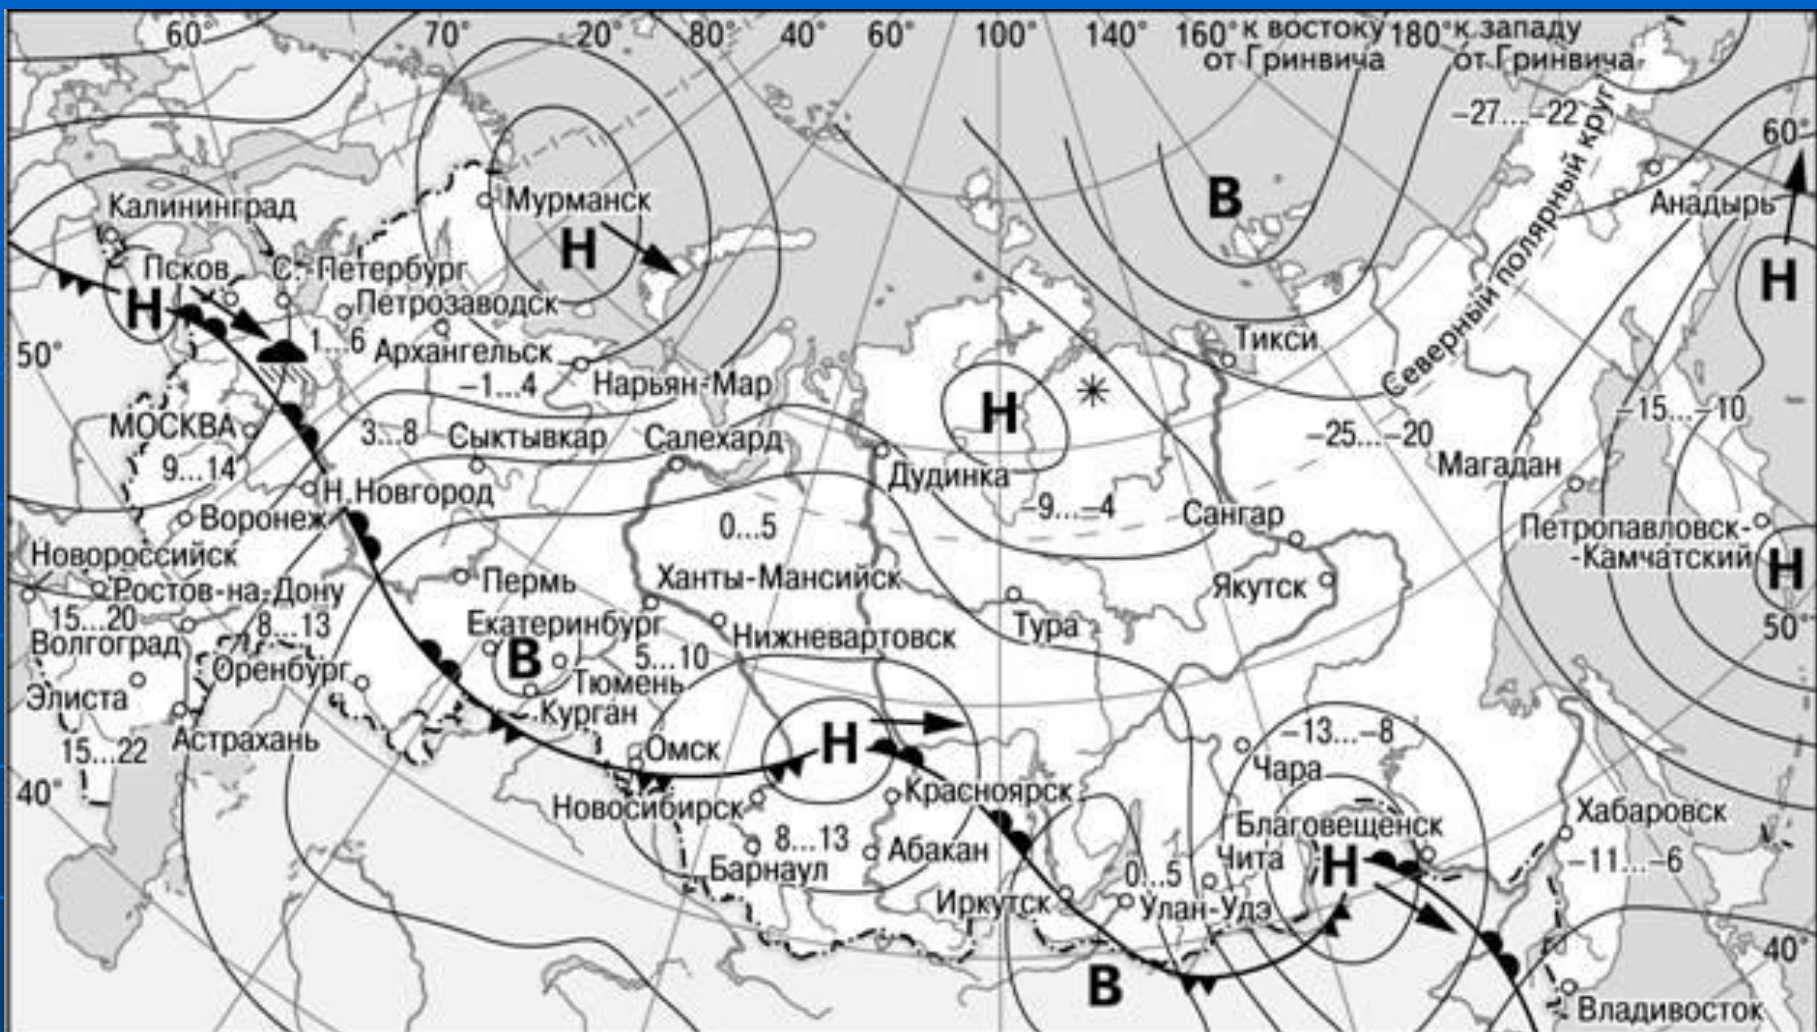 60° 70° 20° 80° 40° 60° 100° 140° 160° к востоку 180° к западу
от Гринвича от Гринвича
-27...-22
60°
Северный полярный круг
В
Мурманск
Анадырь
Калининград
Н
Н
Псков С.-Петербург
Н
Петрозаводск
1...6
Тикси
50°
Архангельск
-1...4
Нарьян-Мар
Н
-15...-10
МОСКВА
3...8
Сыктывкар
Салехард
-25...-20
9...14
Дудинка
Магадан
Н.Новгород
-9...-4
Сангар
Воронеж
0...5
Петропавловск-
-Камчатский
Новороссийск
Н
Пермь
Ханты-Мансийск
Якутск
Ростов-на-Дону
15...20
8...13
Екатеринбург
Тура
50°
Волгоград
Нижневартовск
В
5...10
Оренбург
Тюмень
Элиста
Курган
-13...-8
Астрахань
15...22
Омск
Н
Чара
40°
Новосибирск
Красноярск
Хабаровск
Благовещенск
8...13
Абакан
Чита
Н
-11...-6
Барнаул
0...5
Иркутск
Улан-Удэ
40°
В
Владивосток